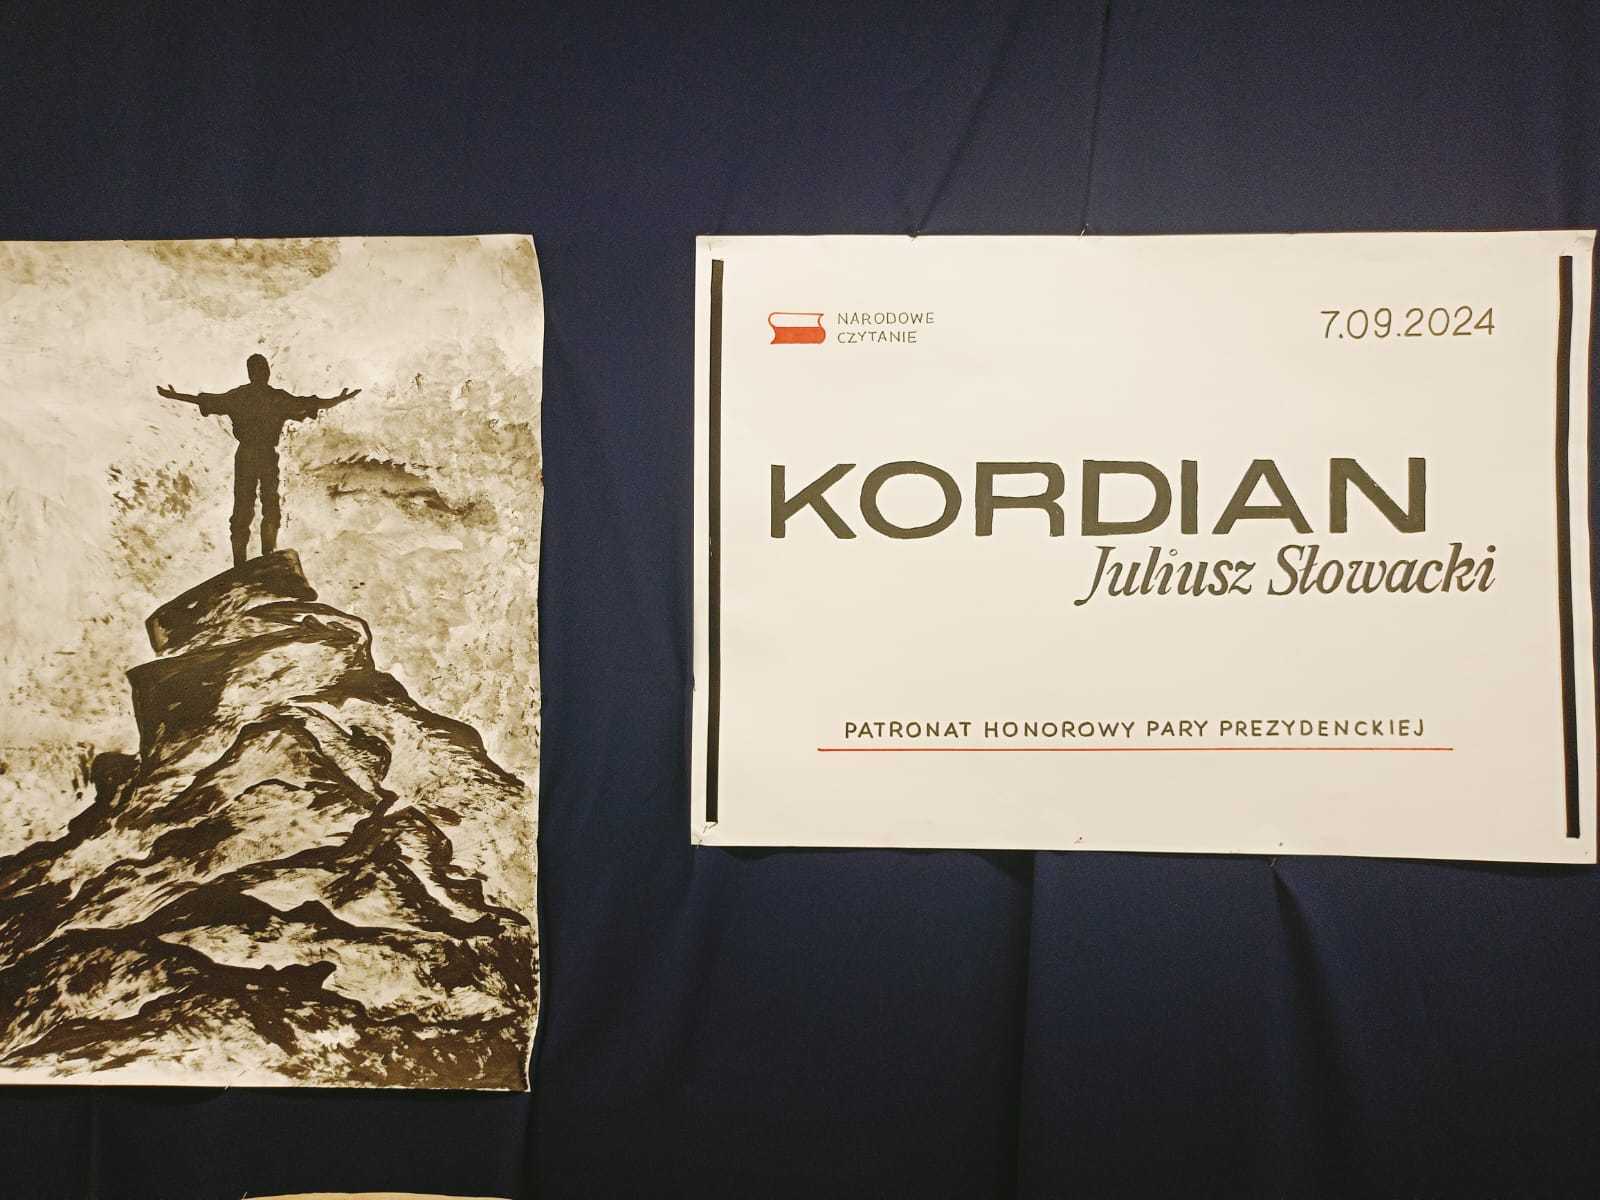 NARODOWE
CZYTANIE
7.09.2024
KORDIAN
Juliusz Słowacki
PATRONAT HONOROWY PARY PREZYDENCKIEJ